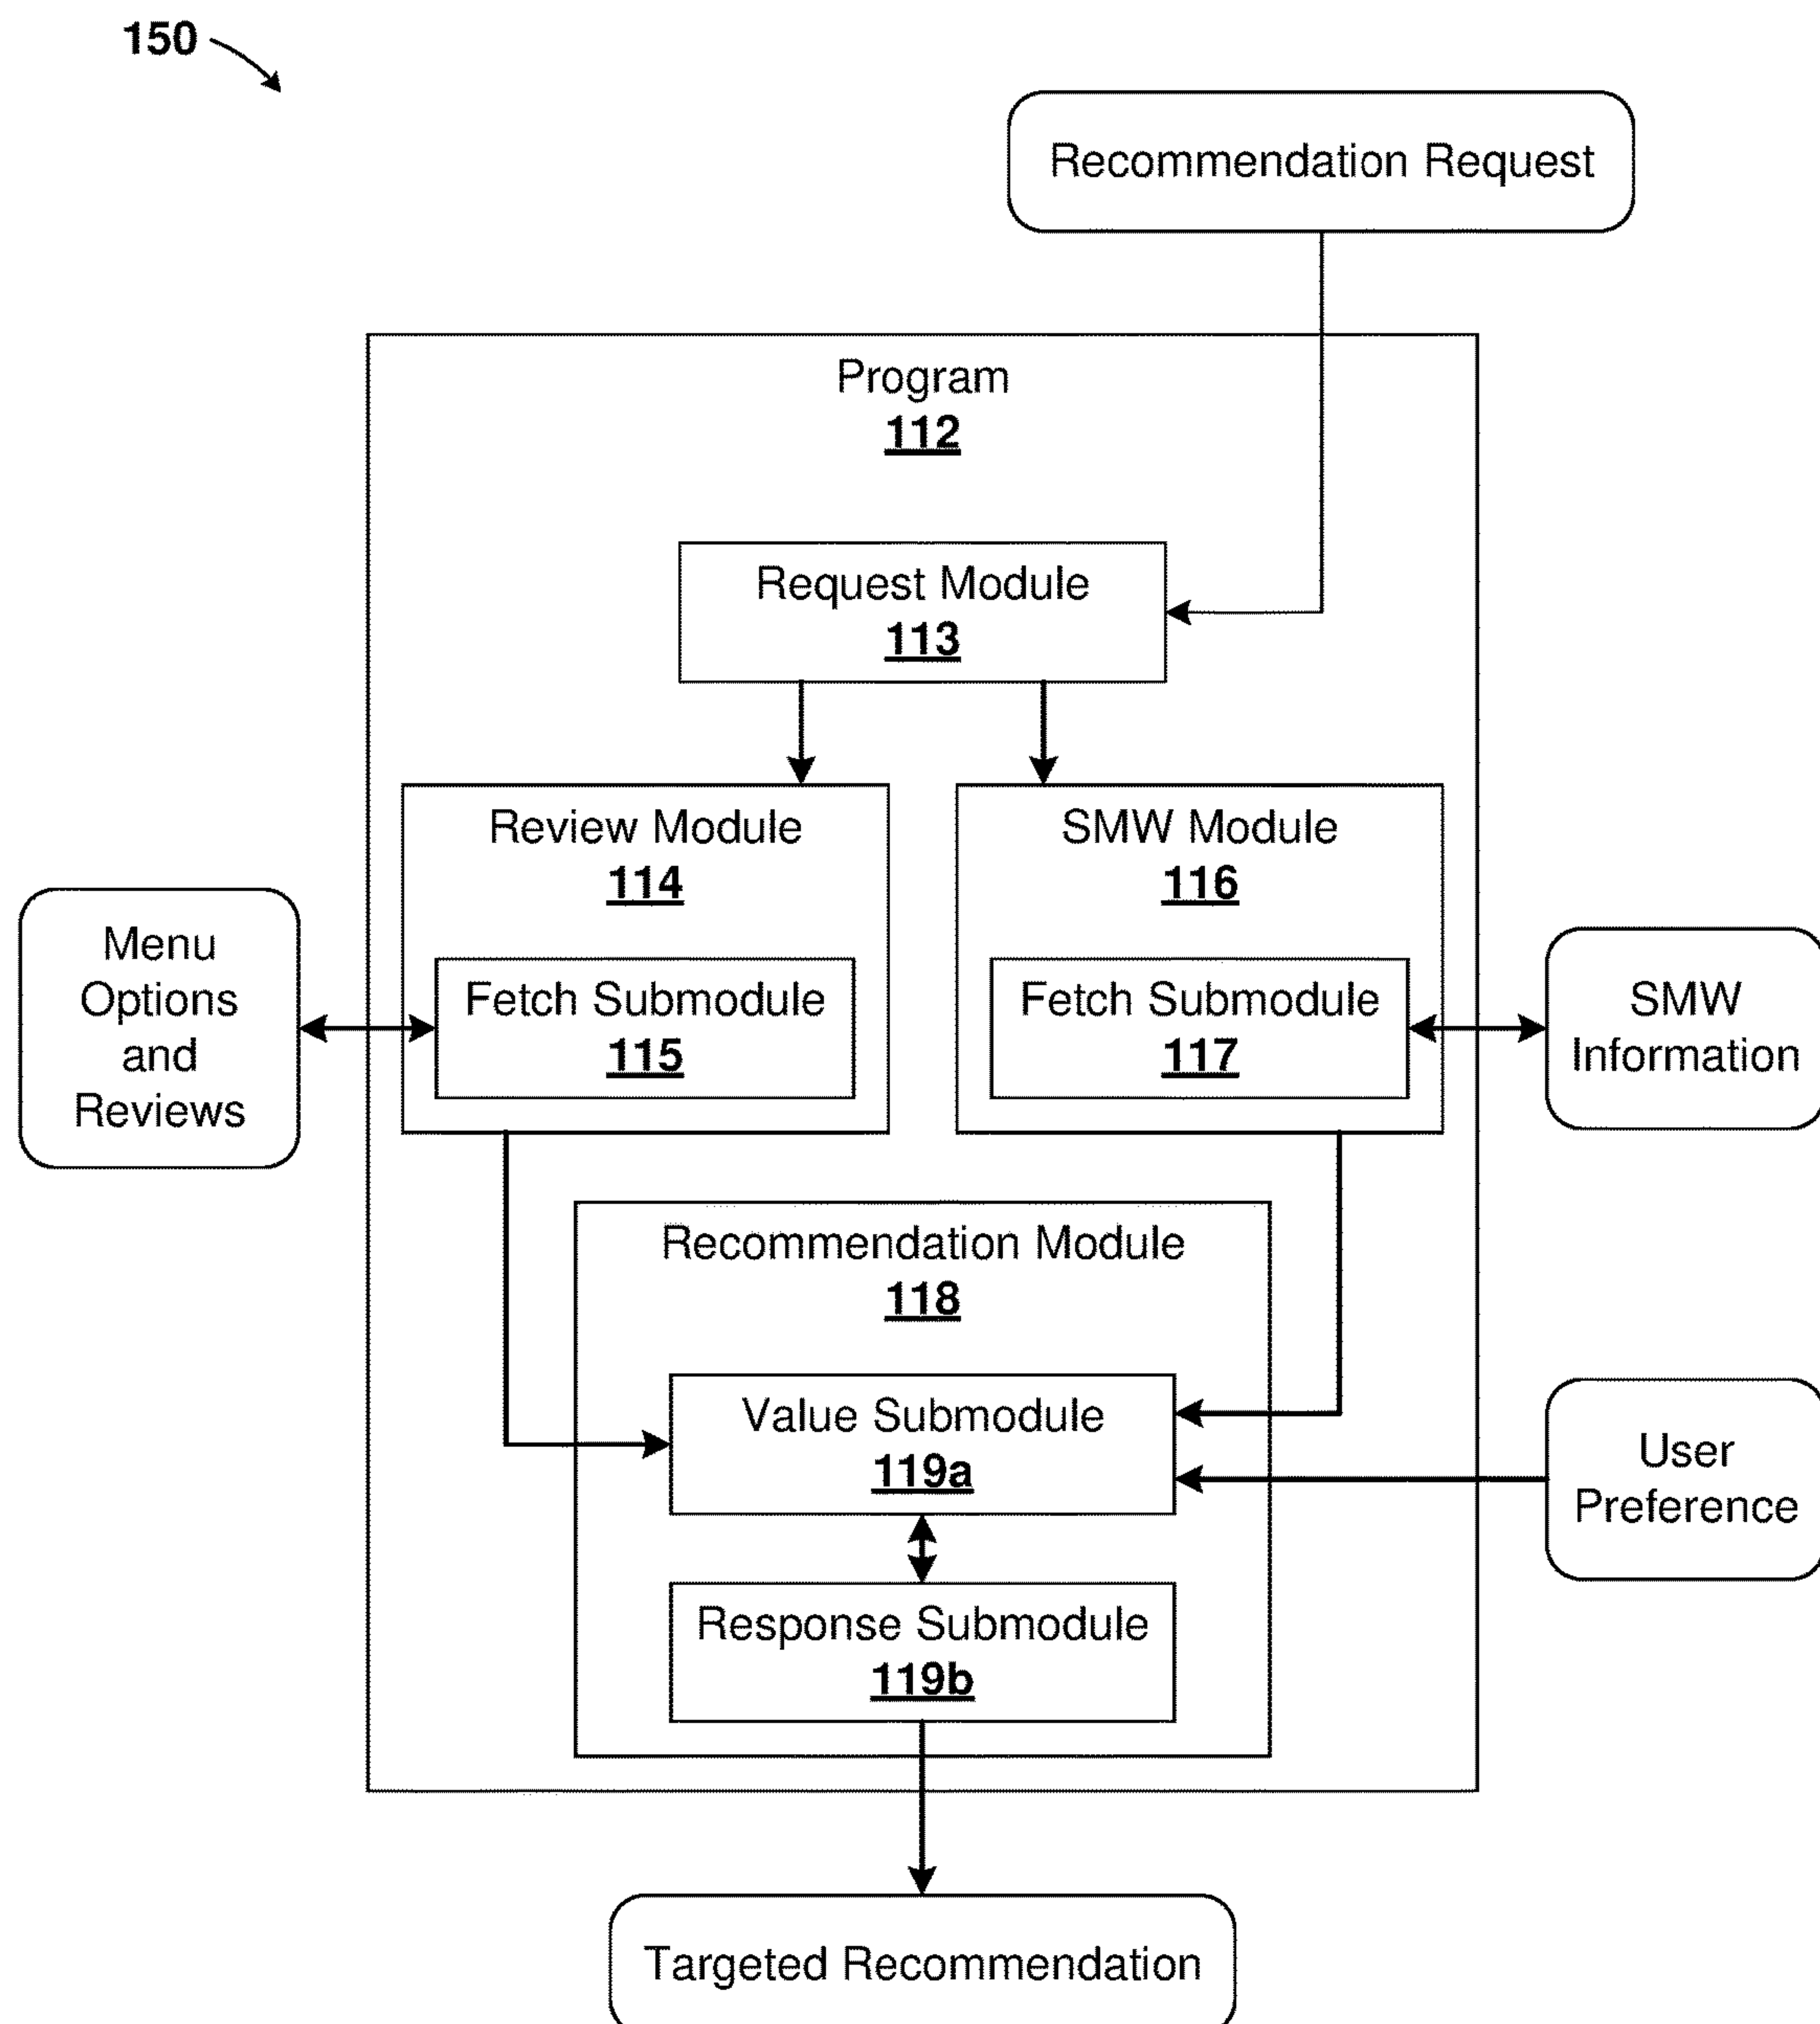 150
Recommendation Request
Program
112
Request Module
113
Review Module
114
SMW Module
116
Menu
Options
and
Reviews
Fetch Submodule
115
Fetch Submodule
117
SMW
Information
Recommendation Module
118
Value Submodule
119a
User
Preference
Response Submodule
119b
Targeted Recommendation